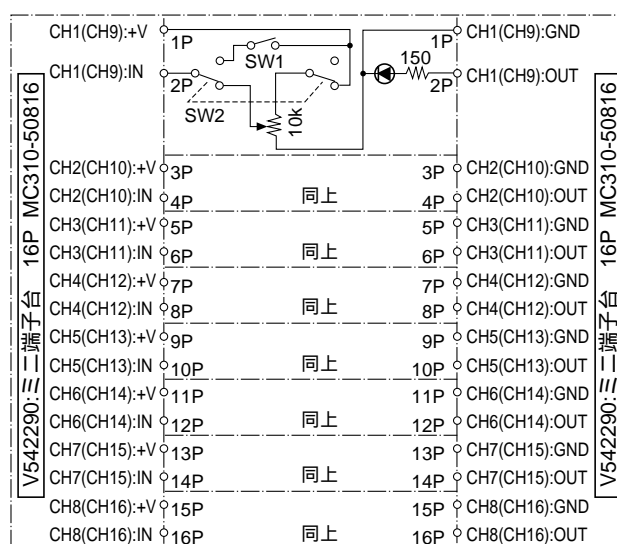 CH1(CH9):+V 1P 1P CH1(CH9):GND
SW1 150
CH1(CH9):IN 2P 2P CH1(CH9):OUT
SW2 10k
CH2(CH10):+V 3P 3P CH2(CH10):GND
CH2(CH10):IN 4P 同上 4P CH2(CH10):OUT
CH3(CH11):+V 5P 5P CH3(CH11):GND
CH3(CH11):IN 6P 同上 6P CH3(CH11):OUT
CH4(CH12):+V 7P 7P CH4(CH12):GND
CH4(CH12):IN 8P 同上 8P CH4(CH12):OUT
CH5(CH13):+V 9P 9P CH5(CH13):GND
CH5(CH13):IN 10P 同上 10P CH5(CH13):OUT
CH6(CH14):+V 11P 11P CH6(CH14):GND
CH6(CH14):IN 12P 同上 12P CH6(CH14):OUT
CH7(CH15):+V 13P 13P CH7(CH15):GND
CH7(CH15):IN 14P 同上 14P CH7(CH15):OUT
CH8(CH16):+V 15P 15P CH8(CH16):GND
CH8(CH16):IN 16P 同上 16P CH8(CH16):OUT
V542290:ミニ端子台 16P MC310-50816
V542290:ミニ端子台 16P MC310-50816